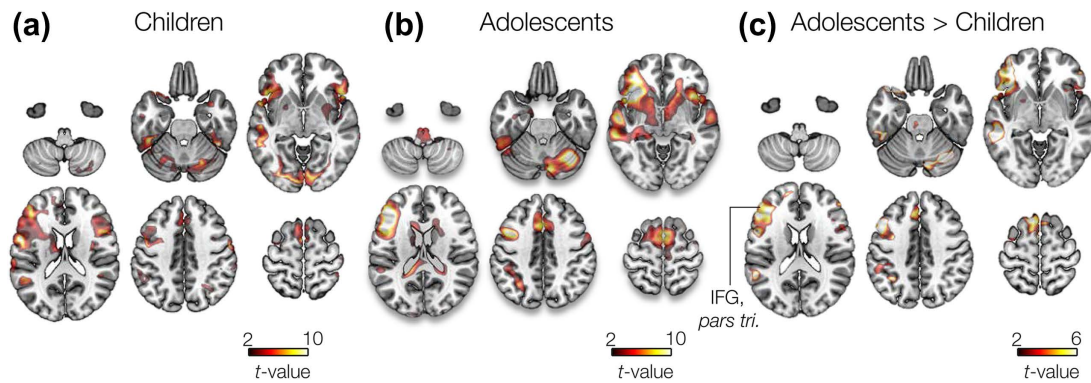 (a) Children
(b) Adolescents
(c) Adolescents > Children
IFG,
pars tri.
2 10
t-value
2 10
t-value
2 6
t-value